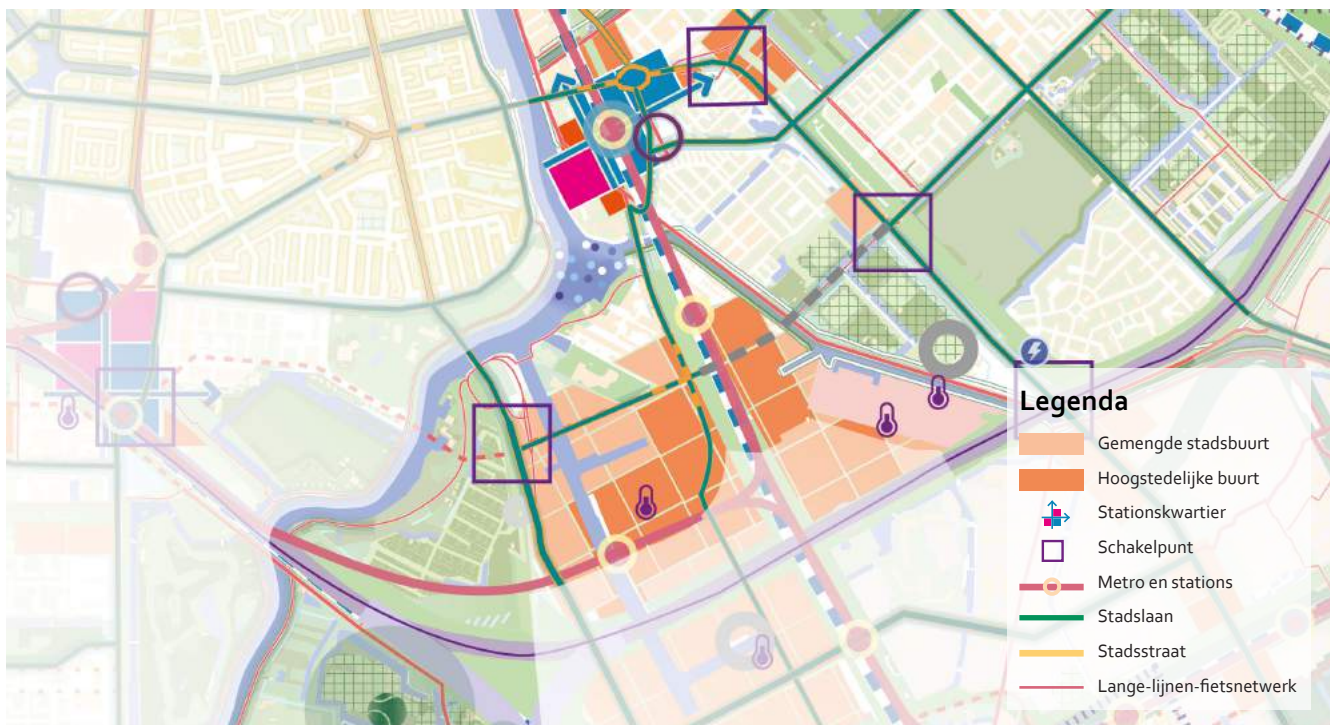 Legenda
Gemengde stadsbuurt
Hoogstedelijke buurt
Stationskwartier
Schakelpunt
Metro en stations
Stadslaan
Stadsstraat
Lange-lijnen-fietsnetwerk